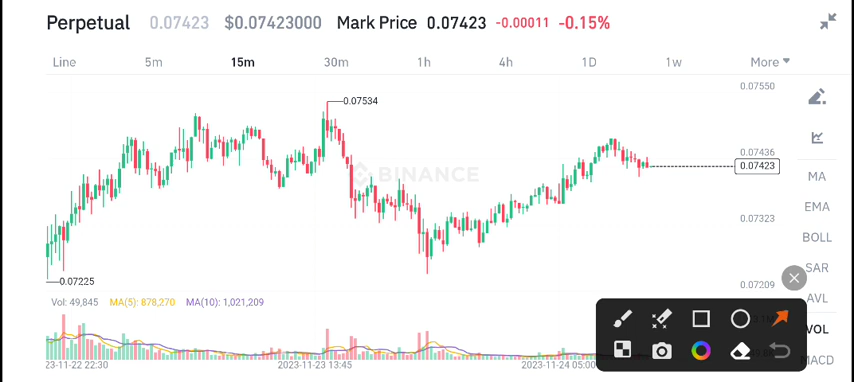 Perpetual 0.07423 $0.07423000 Mark Price 0.07423 -0.00011 -0.15%
Line 5m 15m 30m 1h 4h 1D 1w More
0.07550
0.07534
0.07436
0.07423
BINANCE
MA
EMA
0.07323
BOLL
SAR
0.07225
0.07209
Vol: 49,845 MA(5): 878,270 MA(10): 1,021,209
AVL
VOL
MACD
23-11-22 22:30 2023-11-23 13:45 2023-11-24 05:00